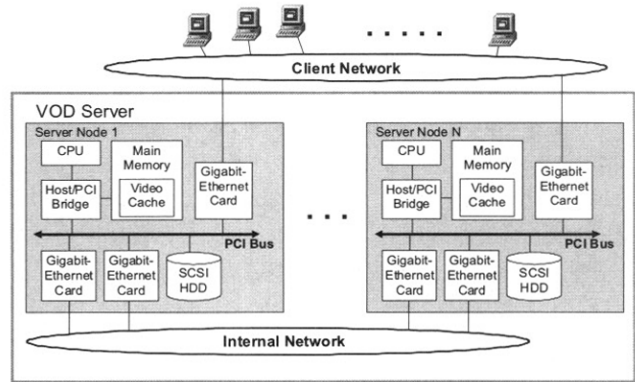 Client Network
VOD Server
Server Node 1
CPU
Main
Memory
Video
Cache
Host/PCI
Bridge
Gigabit-
Ethernet
Card
PCI Bus
Gigabit-
Ethernet
Card
Gigabit-
Ethernet
Card
SCSI
HDD
Server Node N
CPU
Main
Memory
Video
Cache
Host/PCI
Bridge
Gigabit-
Ethernet
Card
PCI Bus
Gigabit-
Ethernet
Card
Gigabit-
Ethernet
Card
SCSI
HDD
Internal Network